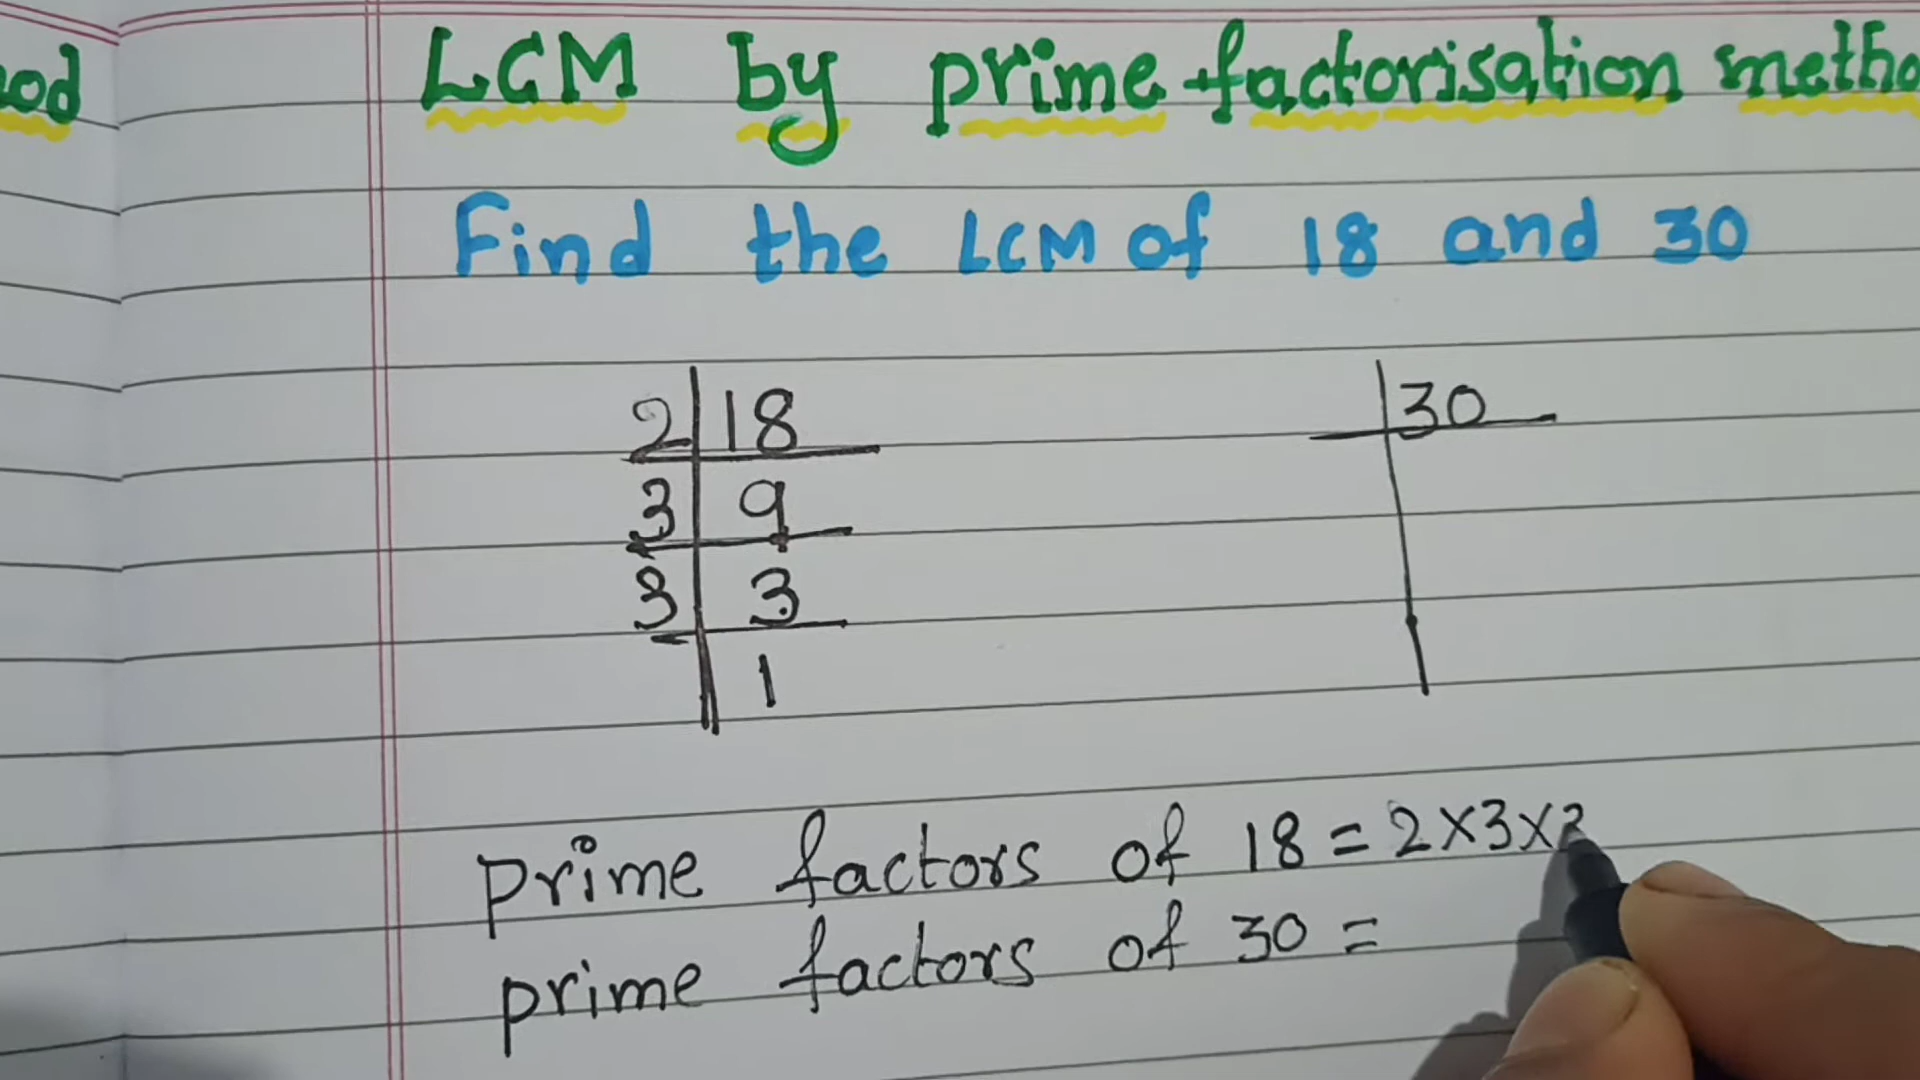 od
LCM by prime factorisation metho
Find the LCM of 18 and 30
2 18
3 9
3 3
1
30
prime factors of 18 = 2×3×3
prime factors of 30 =